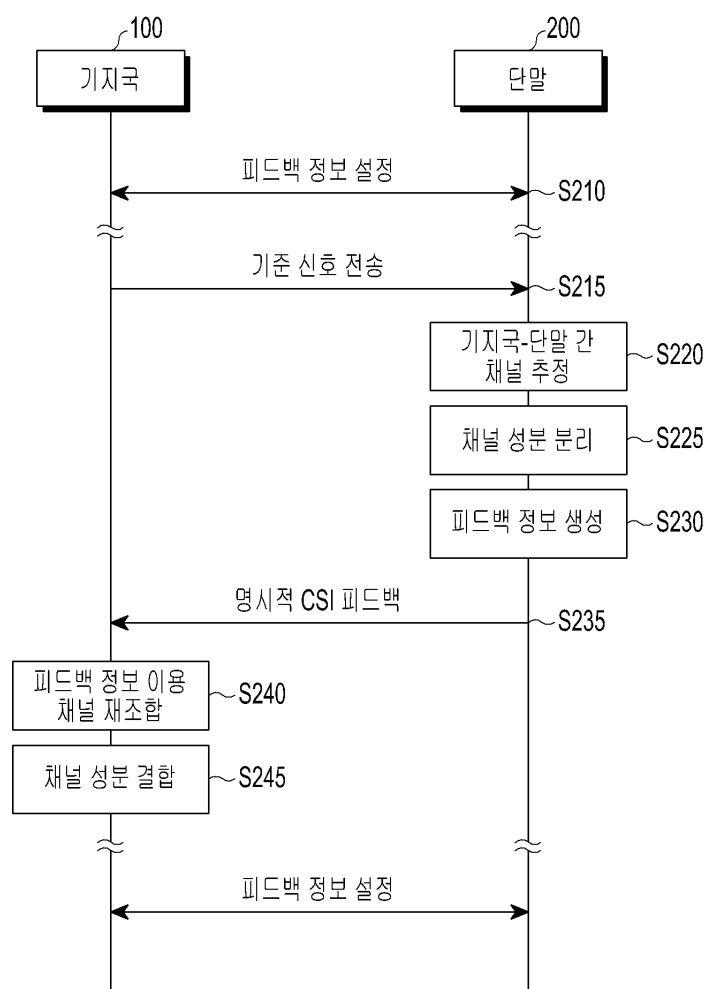 100
200
기지국
단말
피드백 정보 설정
S210
기준 신호 전송
S215
기지국-단말 간
채널 추정
S220
채널 성분 분리
S225
피드백 정보 생성
S230
명시적 CSI 피드백
S235
피드백 정보 이용
채널 재조합
S240
채널 성분 결합
S245
피드백 정보 설정